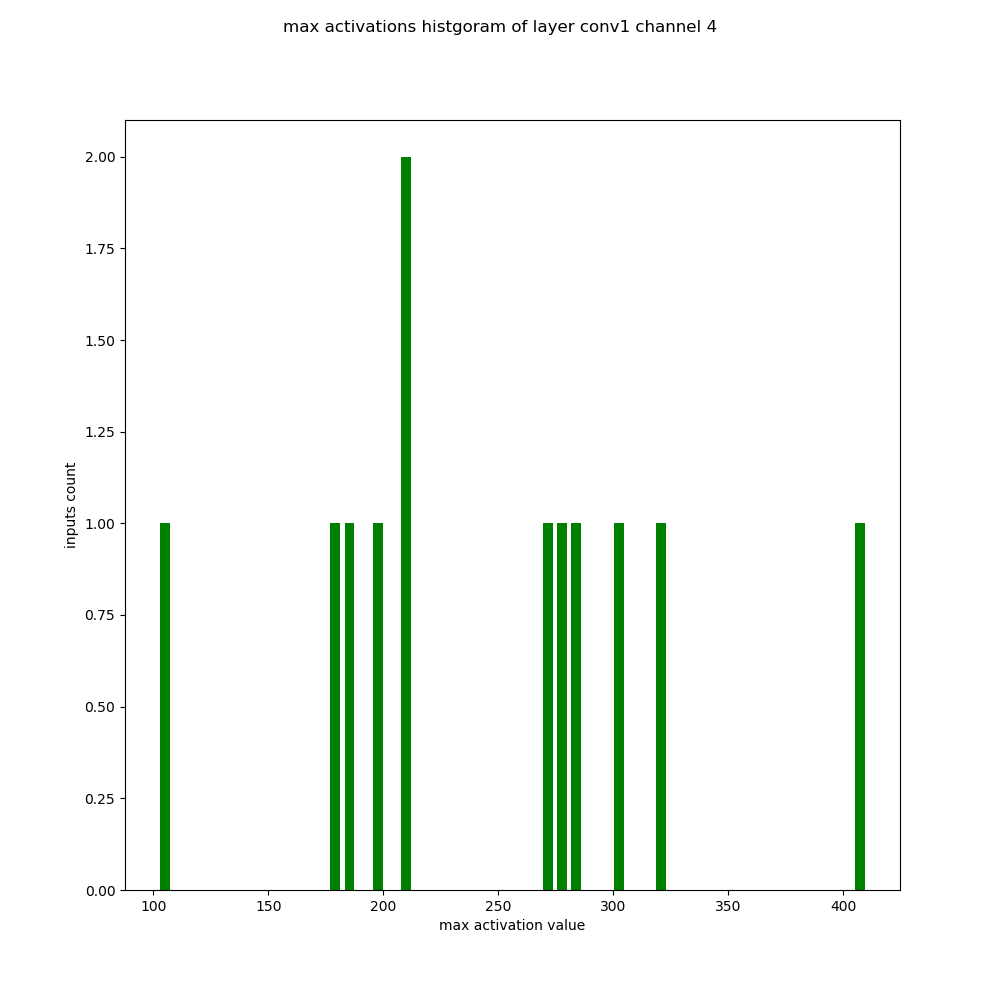 max activations histgoram of layer conv1 channel 4
2.00
1.75
1.50
1.25
1.00
0.75
0.50
0.25
0.00
inputs count
100 150 200 250 300 350 400
max activation value